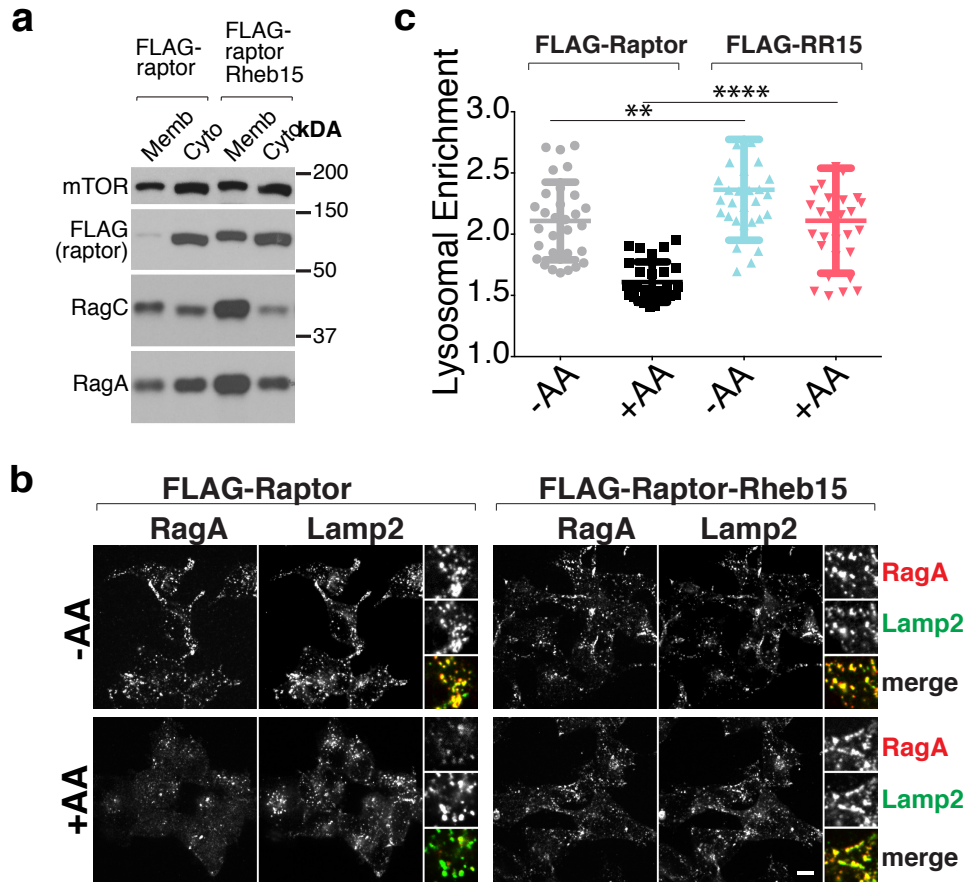 a
FLAG-
raptor
FLAG-
raptor
Rheb15
Memb
Cyto
Memb
Cyto
kDA
mTOR
FLAG
(raptor)
RagC
RagA
200
150
50
37
c
FLAG-Raptor
FLAG-RR15
****
**
Lysosomal Enrichment
3.0
2.5
2.0
1.5
1.0
-AA
+AA
-AA
+AA
b
FLAG-Raptor
FLAG-Raptor-Rheb15
RagA
Lamp2
RagA
Lamp2
-AA
RagA
Lamp2
merge
+AA
RagA
Lamp2
merge